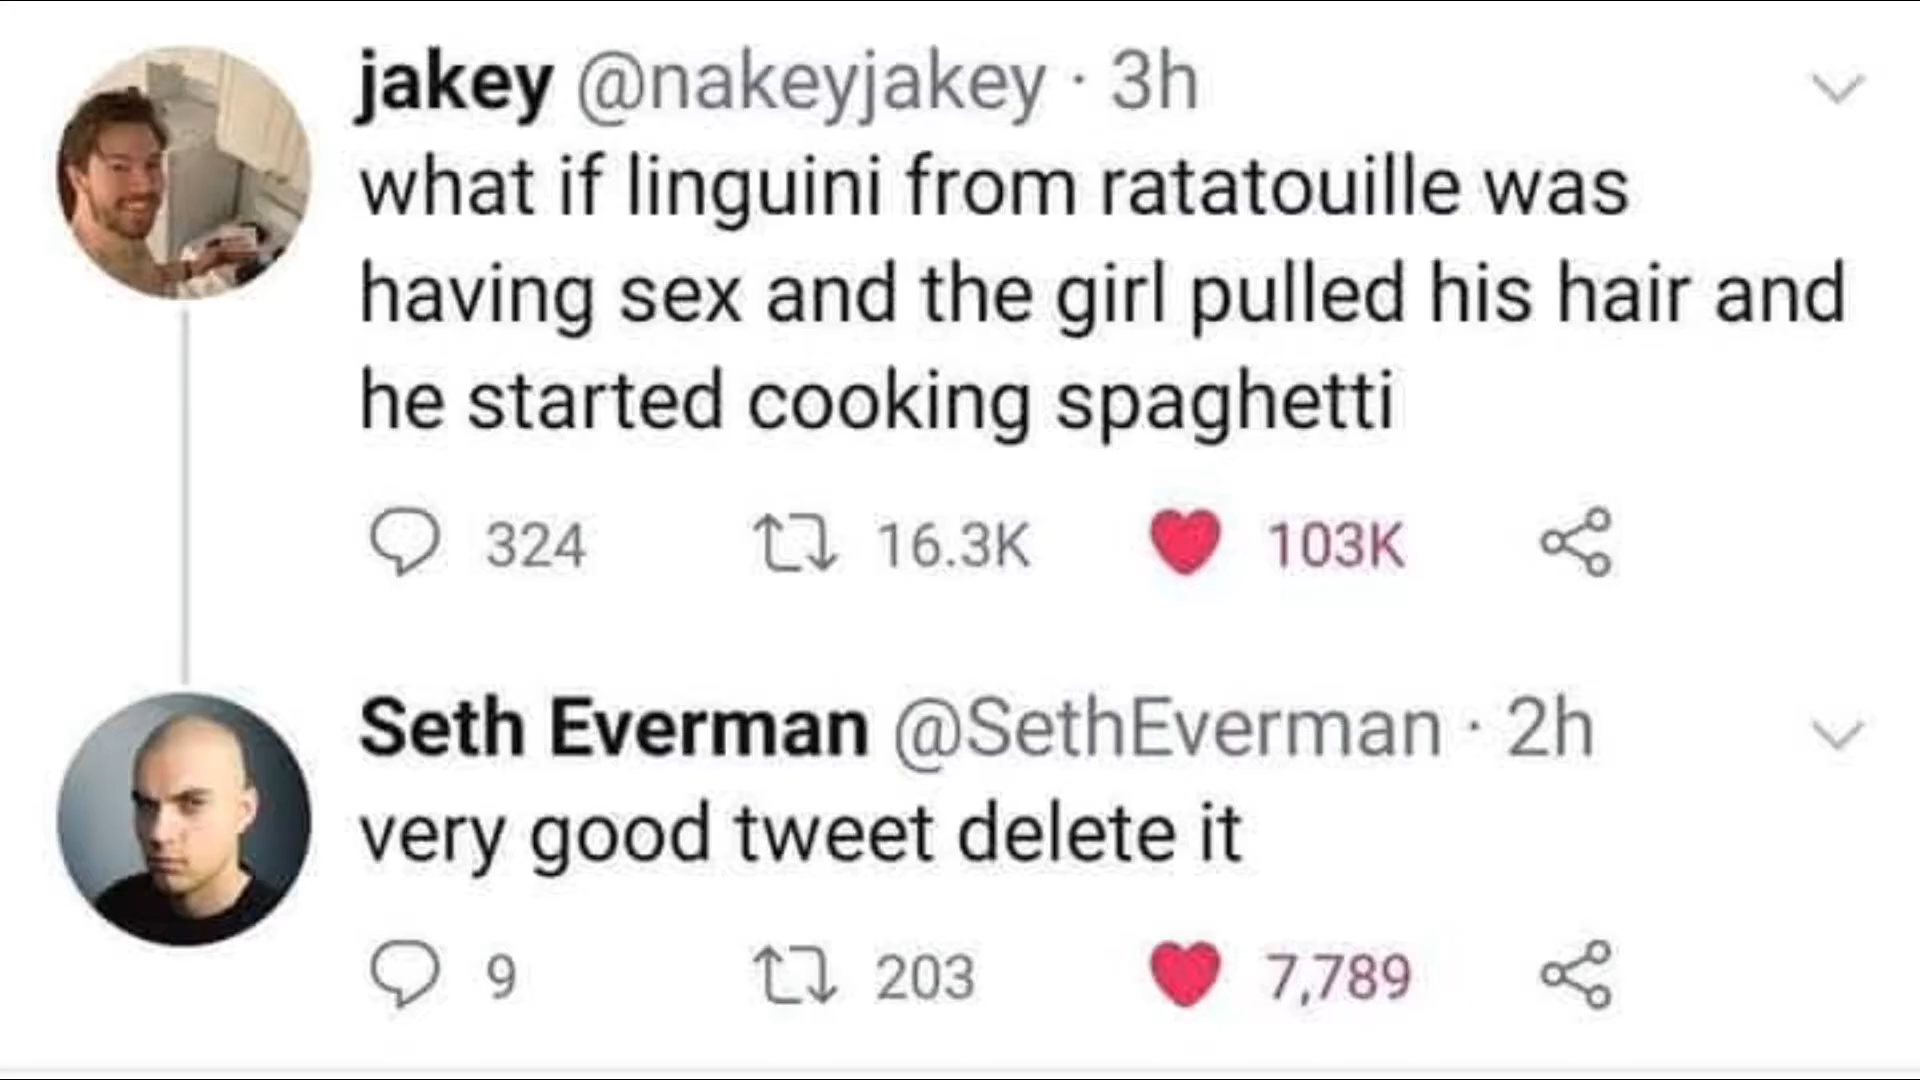 jakey @nakeyjakey · 3h
what if linguini from ratatouille was
having sex and the girl pulled his hair and
he started cooking spaghetti
324 16.3K 103K
Seth Everman @SethEverman · 2h
very good tweet delete it
9 203 7,789